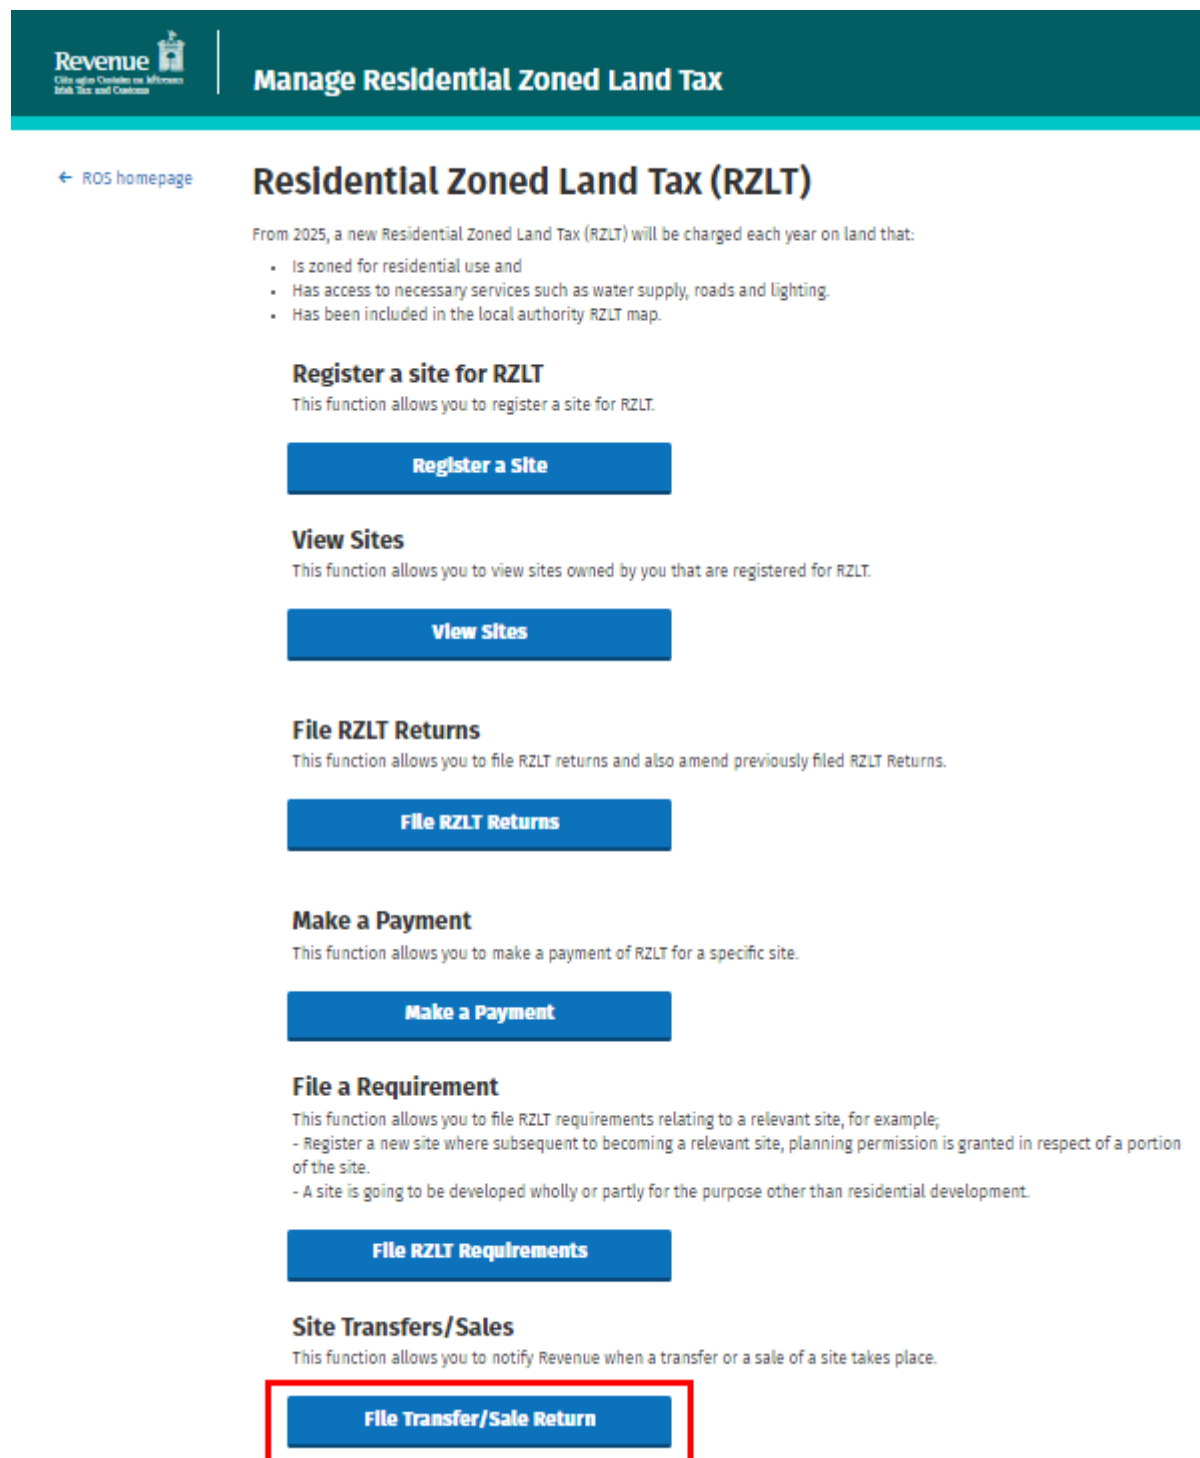 Revenue
Cáin agus Custaim na hÉireann
Irish Tax and Customs
Manage Residential Zoned Land Tax
← ROS homepage
Residential Zoned Land Tax (RZLT)
From 2025, a new Residential Zoned Land Tax (RZLT) will be charged each year on land that:
• Is zoned for residential use and
• Has access to necessary services such as water supply, roads and lighting.
• Has been included in the local authority RZLT map.
Register a site for RZLT
This function allows you to register a site for RZLT.
Register a Site
View Sites
This function allows you to view sites owned by you that are registered for RZLT.
View Sites
File RZLT Returns
This function allows you to file RZLT returns and also amend previously filed RZLT Returns.
File RZLT Returns
Make a Payment
This function allows you to make a payment of RZLT for a specific site.
Make a Payment
File a Requirement
This function allows you to file RZLT requirements relating to a relevant site, for example;
- Register a new site where subsequent to becoming a relevant site, planning permission is granted in respect of a portion
of the site.
- A site is going to be developed wholly or partly for the purpose other than residential development.
File RZLT Requirements
Site Transfers/Sales
This function allows you to notify Revenue when a transfer or a sale of a site takes place.
File Transfer/Sale Return